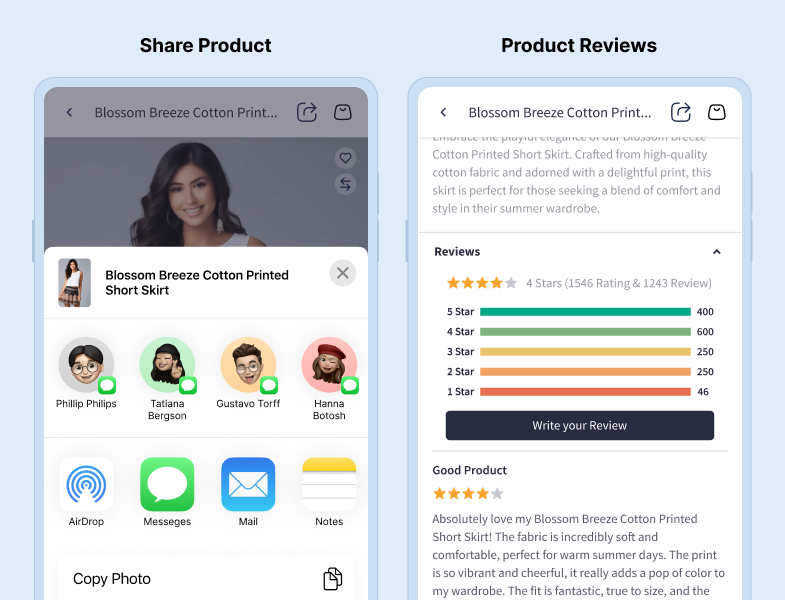 Share Product
Blossom Breeze Cotton Print...
Blossom Breeze Cotton Printed
Short Skirt
Phillip Philips
Tatiana
Bergson
Gustavo Torff
Hanna
Botosh
AirDrop
Messeges
Mail
Notes
Copy Photo
Product Reviews
Blossom Breeze Cotton Print...
Embrace the playful elegance of our Blossom Breeze
Cotton Printed Short Skirt. Crafted from high-quality
cotton fabric and adorned with a delightful print, this
skirt is perfect for those seeking a blend of comfort and
style in their summer wardrobe.
Reviews
4 Stars (1546 Rating & 1243 Review)
5 Star 400
4 Star 600
3 Star 250
2 Star 250
1 Star 46
Write your Review
Good Product
Absolutely love my Blossom Breeze Cotton Printed
Short Skirt! The fabric is incredibly soft and
comfortable, perfect for warm summer days. The print
is so vibrant and cheerful, it really adds a pop of color to
my wardrobe. The fit is fantastic, true to size, and the